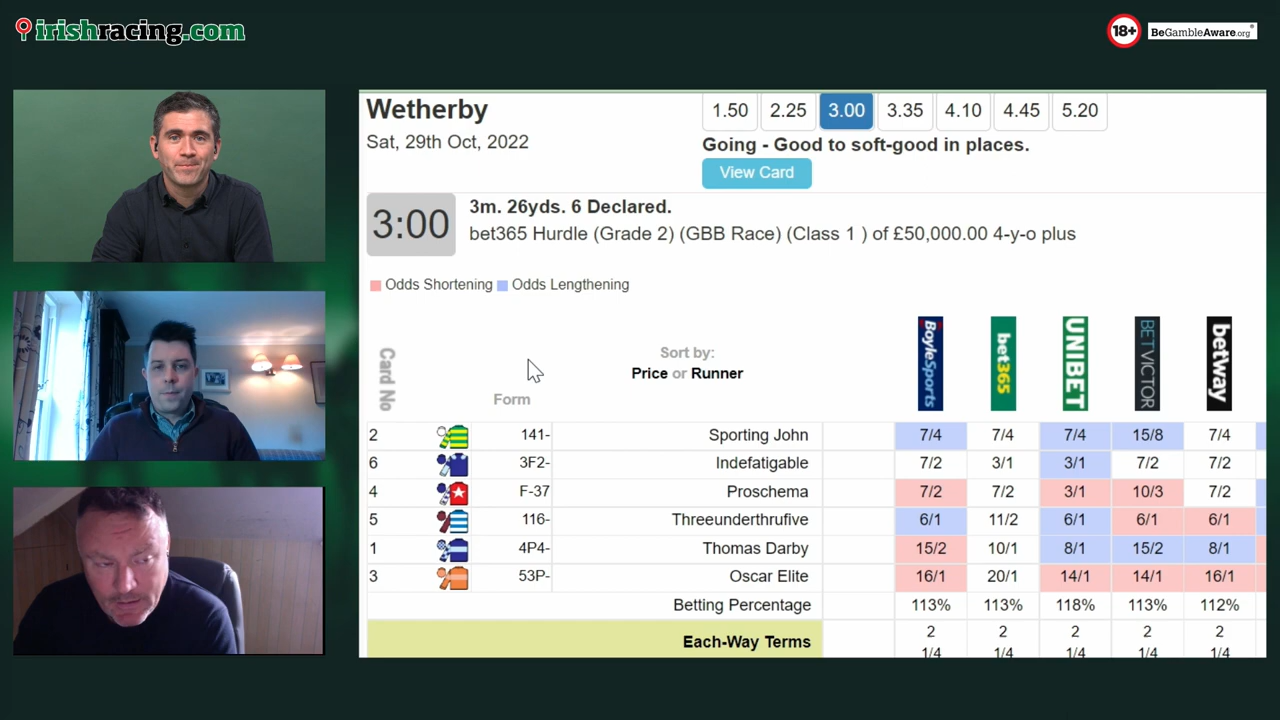 irishracing.com
18+ BeGambleAware.org®
Wetherby
Sat, 29th Oct, 2022
1.50 2.25 3.00 3.35 4.10 4.45 5.20
Going - Good to soft-good in places.
View Card
3:00
3m. 26yds. 6 Declared.
bet365 Hurdle (Grade 2) (GBB Race) (Class 1 ) of £50,000.00 4-y-o plus
Odds Shortening Odds Lengthening
Card No
Form
Sort by:
Price or Runner
BoyleSports bet365 UNIBET BETVICTOR betway
2 141- Sporting John 7/4 7/4 7/4 15/8 7/4
6 3F2- Indefatigable 7/2 3/1 3/1 7/2 7/2
4 F-37 Proschema 7/2 7/2 3/1 10/3 7/2
5 116- Threeunderthrufive 6/1 11/2 6/1 6/1 6/1
1 4P4- Thomas Darby 15/2 10/1 8/1 15/2 8/1
3 53P- Oscar Elite 16/1 20/1 14/1 14/1 16/1
Betting Percentage 113% 113% 118% 113% 112%
Each-Way Terms 2 2 2 2 2
1/4 1/4 1/4 1/4 1/4